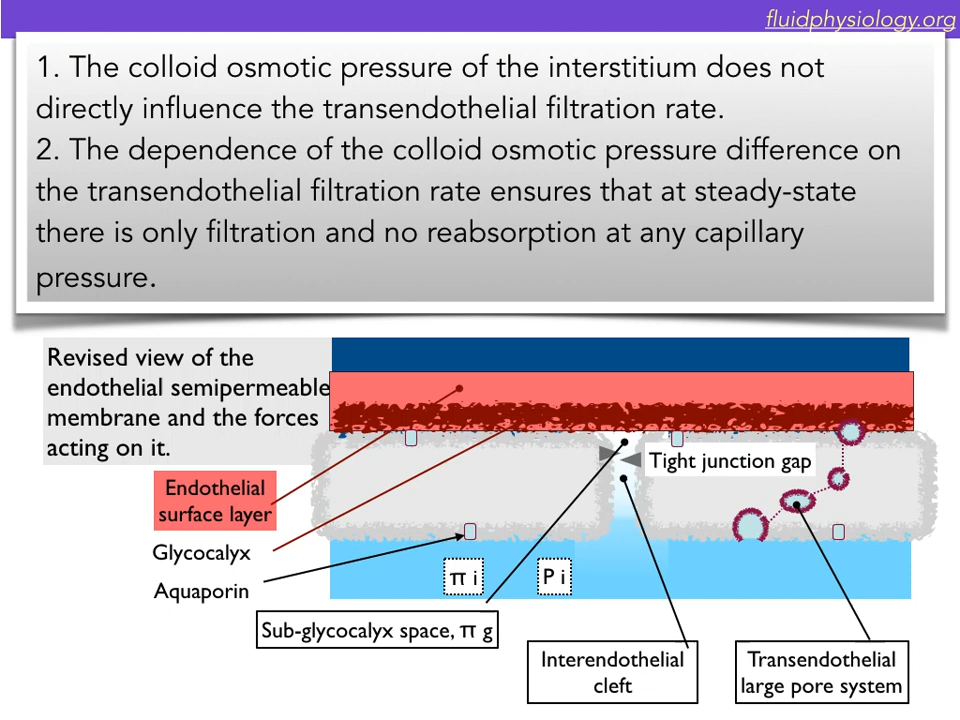 fluidphysiology.org
1. The colloid osmotic pressure of the interstitium does not
directly influence the transendothelial filtration rate.
2. The dependence of the colloid osmotic pressure difference on
the transendothelial filtration rate ensures that at steady-state
there is only filtration and no reabsorption at any capillary
pressure.
Revised view of the
endothelial semipermeable
membrane and the forces
acting on it.
Tight junction gap
Endothelial
surface layer
Glycocalyx
Aquaporin
π i
P i
Sub-glycocalyx space, π g
Interendothelial
cleft
Transendothelial
large pore system